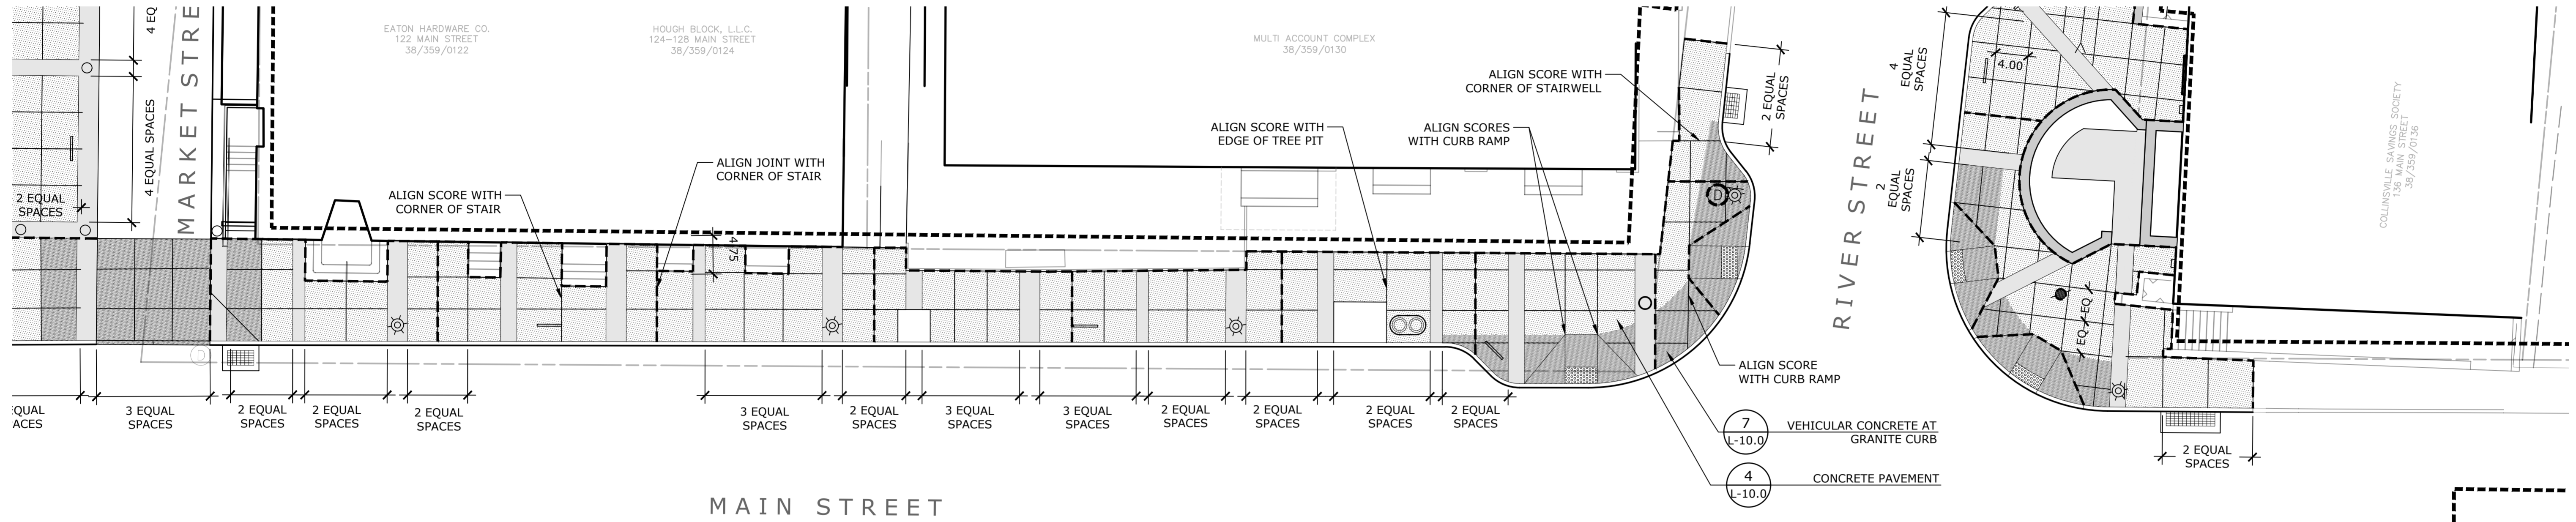 4 EQ
4 EQUAL SPACES
MARKET STRE
2 EQUAL
SPACES
EATON HARDWARE CO.
122 MAIN STREET
38/359/0122
HOUGH BLOCK, L.L.C.
124-128 MAIN STREET
38/359/0124
MULTI ACCOUNT COMPLEX
38/359/0130
ALIGN SCORE WITH
CORNER OF STAIR
ALIGN JOINT WITH
CORNER OF STAIR
4.75
ALIGN SCORE WITH
EDGE OF TREE PIT
ALIGN SCORES
WITH CURB RAMP
ALIGN SCORE WITH
CORNER OF STAIRWELL
2 EQUAL
SPACES
D
RIVER STREET
4
EQUAL
SPACES
2
EQUAL
SPACES
4.00
EQ
EQ
COLLINSVILLE SAVINGS SOCIETY
136 MAIN STREET
38/359/0136
D
ALIGN SCORE
WITH CURB RAMP
EQUAL
ACES
3 EQUAL
SPACES
2 EQUAL
SPACES
2 EQUAL
SPACES
2 EQUAL
SPACES
3 EQUAL
SPACES
2 EQUAL
SPACES
3 EQUAL
SPACES
3 EQUAL
SPACES
2 EQUAL
SPACES
2 EQUAL
SPACES
2 EQUAL
SPACES
2 EQUAL
SPACES
7
L-10.0
VEHICULAR CONCRETE AT
GRANITE CURB
4
L-10.0
CONCRETE PAVEMENT
2 EQUAL
SPACES
MAIN STREET